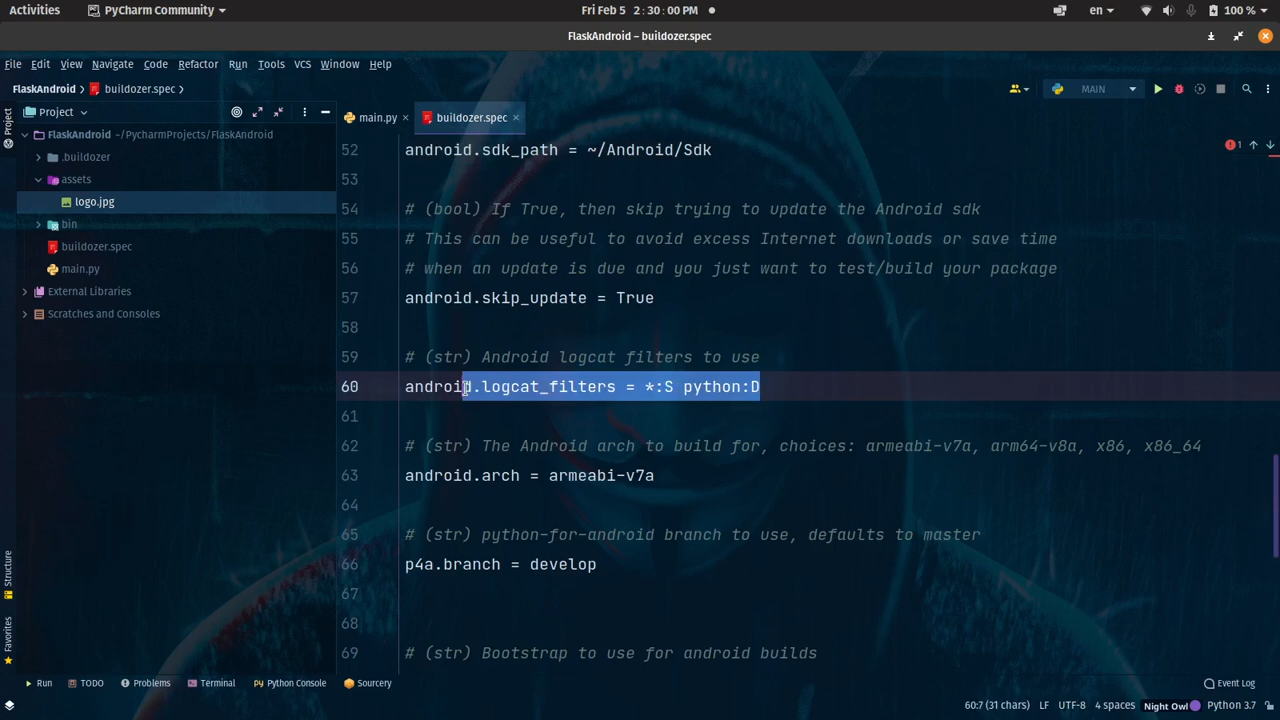 Activities PyCharm Community Fri Feb 5 2:30:00 PM en 100 %
FlaskAndroid – buildozer.spec
File Edit View Navigate Code Refactor Run Tools VCS Window Help
FlaskAndroid buildozer.spec MAIN
Project main.py buildozer.spec
Project
FlaskAndroid ~/PycharmProjects/FlaskAndroid
.buildozer
assets
logo.jpg
bin
buildozer.spec
main.py
External Libraries
Scratches and Consoles
1
52 android.sdk_path = ~/Android/Sdk
53
54 # (bool) If True, then skip trying to update the Android sdk
55 # This can be useful to avoid excess Internet downloads or save time
56 # when an update is due and you just want to test/build your package
57 android.skip_update = True
58
59 # (str) Android logcat filters to use
60 android.logcat_filters = *:S python:D
61
62 # (str) The Android arch to build for, choices: armeabi-v7a, arm64-v8a, x86, x86_64
63 android.arch = armeabi-v7a
64
65 # (str) python-for-android branch to use, defaults to master
66 p4a.branch = develop
67
68
69 # (str) Bootstrap to use for android builds
Structure
Favorites
Run TODO Problems Terminal Python Console Sourcery Event Log
60:7 (31 chars) LF UTF-8 4 spaces Night Owl Python 3.7